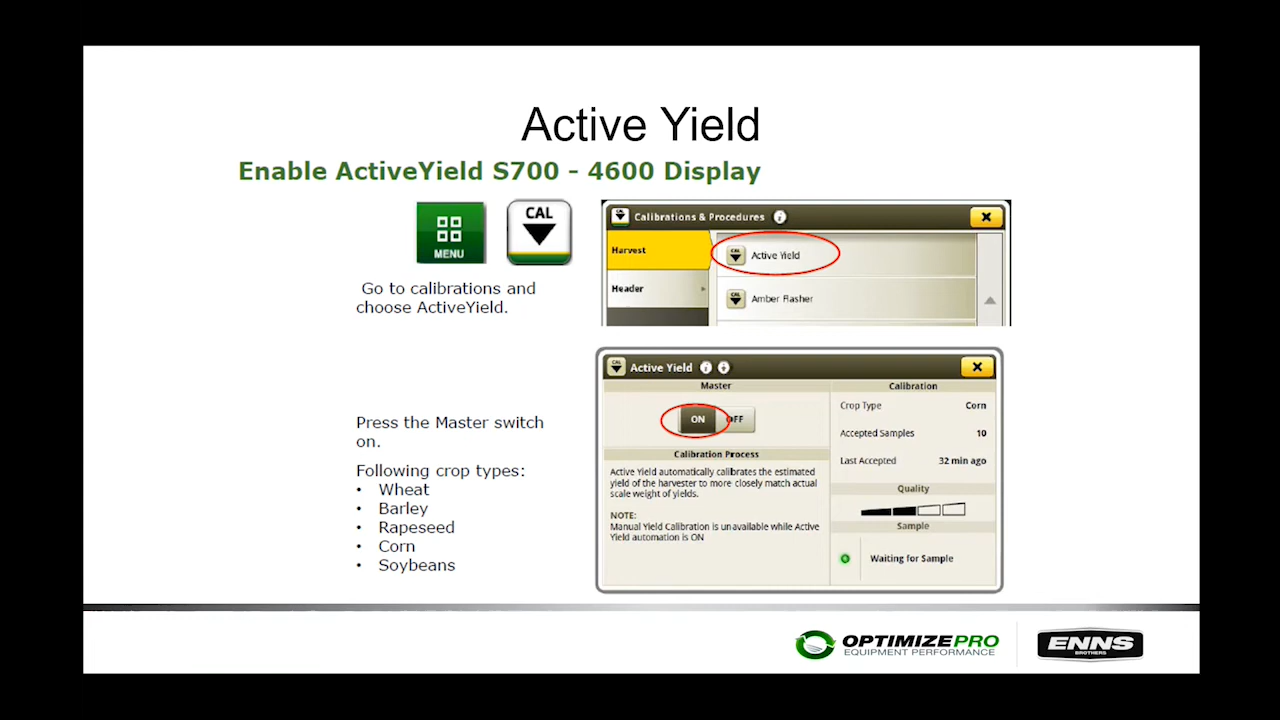 Active Yield
Enable ActiveYield S700 - 4600 Display
MENU
CAL
Go to calibrations and
choose ActiveYield.
CAL
Calibrations & Procedures i
Harvest
Header
CAL
Active Yield
CAL
Amber Flasher
Press the Master switch
on.
Following crop types:
• Wheat
• Barley
• Rapeseed
• Corn
• Soybeans
CAL
Active Yield i
Master
ON OFF
Calibration Process
Active Yield automatically calibrates the estimated
yield of the harvester to more closely match actual
scale weight of yields.
NOTE:
Manual Yield Calibration is unavailable while Active
Yield automation is ON
Calibration
Crop Type Corn
Accepted Samples 10
Last Accepted 32 min ago
Quality
Sample
Waiting for Sample
OPTIMIZEPRO
EQUIPMENT PERFORMANCE
ENNS
BROTHERS